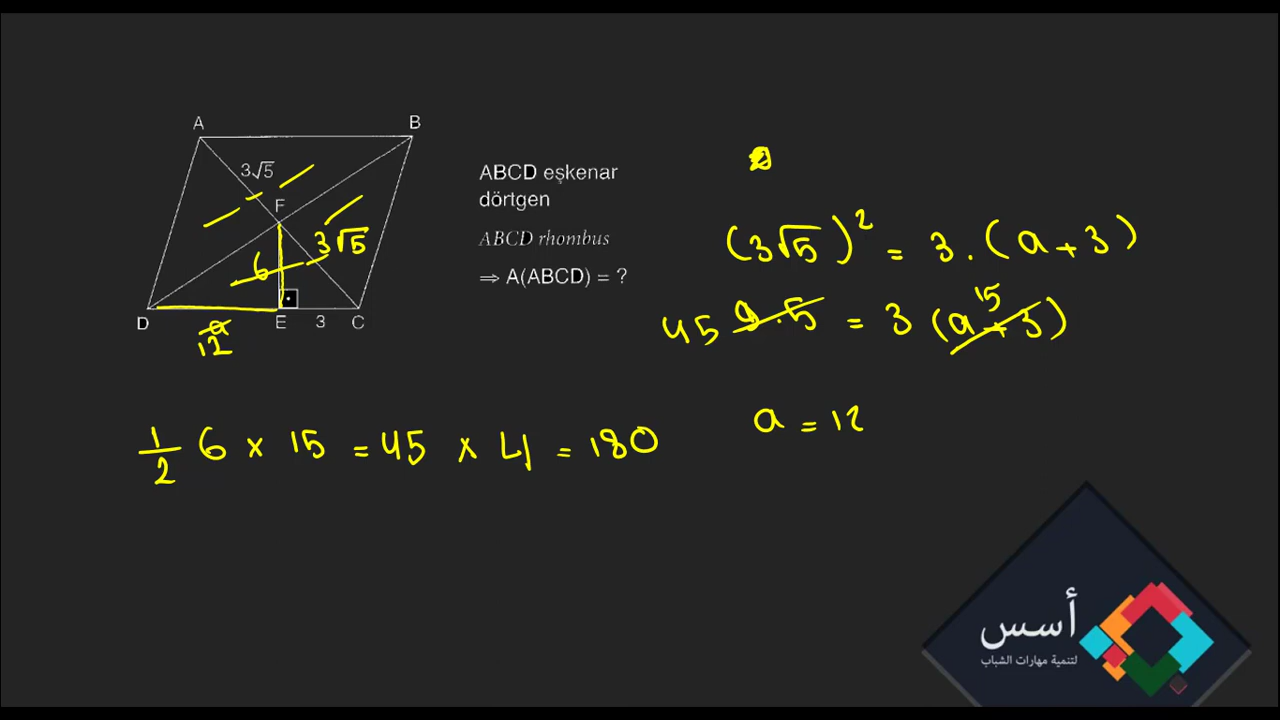 A
B
3√5
F
3√5
6
D
E
3
C
a
12
ABCD eşkenar
dörtgen
ABCD rhombus
⇒ A(ABCD) = ?
(3√5)² = 3.(a+3)
45 9.5 = 3 (a+3) 15
a = 12
1/2 6 × 15 = 45 × 4 = 180
أسس
لتنمية مهارات الشباب